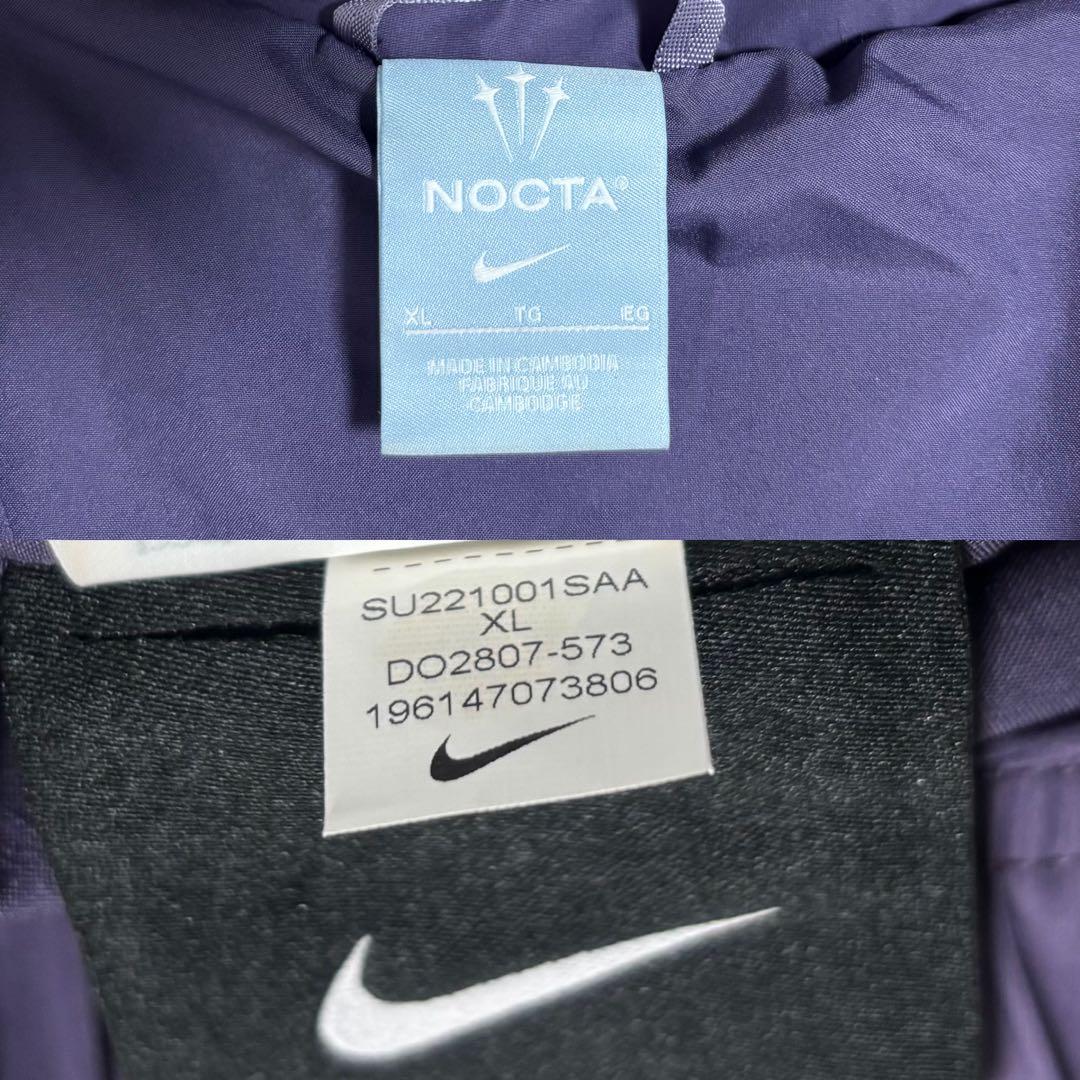 NOCTA®
XL TG EG
MADE IN CAMBODIA
FABRIQUE AU
CAMBODGE
SU221001SAA
XL
DO2807-573
196147073806